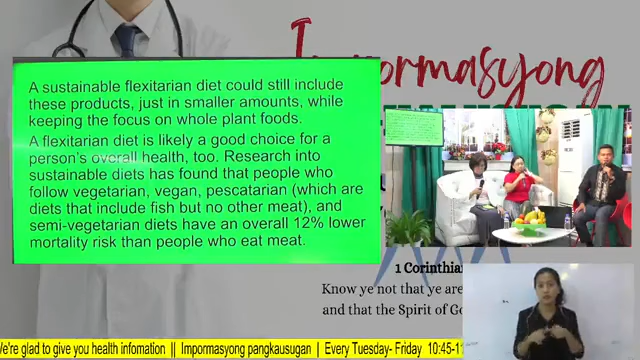 Impormasyong
A sustainable flexitarian diet could still include
these products, just in smaller amounts, while
keeping the focus on whole plant foods.
A flexitarian diet is likely a good choice for a
person's overall health, too. Research into
sustainable diets has found that people who
follow vegetarian, vegan, pescatarian (which are
diets that include fish but no other meat), and
semi-vegetarian diets have an overall 12% lower
mortality risk than people who eat meat.
1 Corinthian
Know ye not that ye are
and that the Spirit of Go
We're glad to give you health infomation || Impormasyong pangkausugan | Every Tuesday- Friday 10:45-11